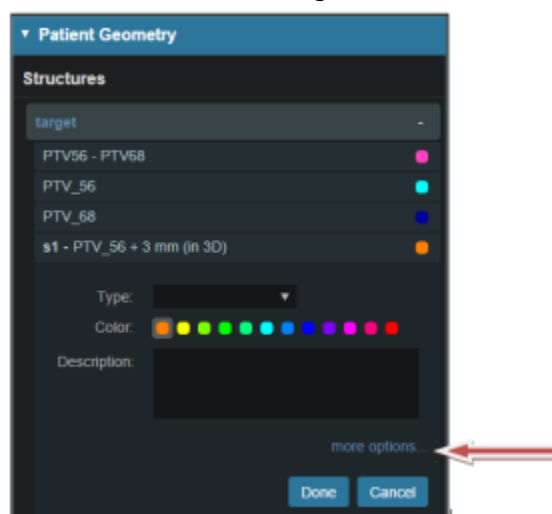 Patient Geometry
Structures
target -
PTV56 - PTV68
PTV_56
PTV_68
s1 - PTV_56 + 3 mm (in 3D)
Type:
Color:
Description:
more options...
Done Cancel